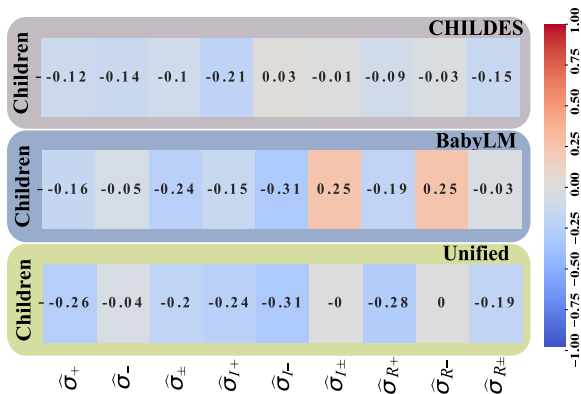 CHILDES
Children
-0.12 -0.14 -0.1 -0.21 0.03 -0.01 -0.09 -0.03 -0.15
BabyLM
Children
-0.16 -0.05 -0.24 -0.15 -0.31 0.25 -0.19 0.25 -0.03
Unified
Children
-0.26 -0.04 -0.2 -0.24 -0.31 -0 -0.28 0 -0.19
σ̂+ σ̂- σ̂± σ̂I+ σ̂I- σ̂I± σ̂R+ σ̂R- σ̂R±
1.00
0.75
0.50
0.25
0.00
−0.25
−0.50
−0.75
−1.00